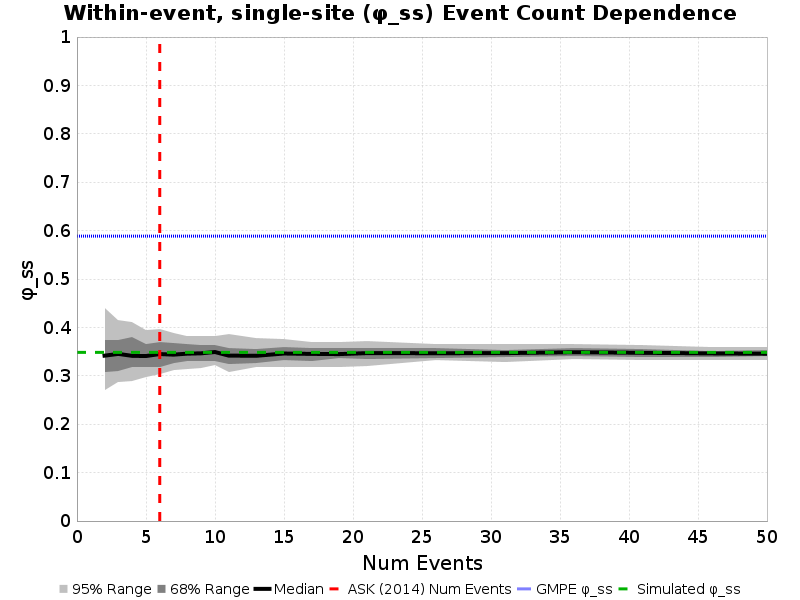 Within-event, single-site (φ_ss) Event Count Dependence
1
0.9
0.8
0.7
0.6
0.5
0.4
0.3
0.2
0.1
0
φ_ss
0 5 10 15 20 25 30 35 40 45 50
Num Events
95% Range 68% Range Median ASK (2014) Num Events GMPE φ_ss Simulated φ_ss